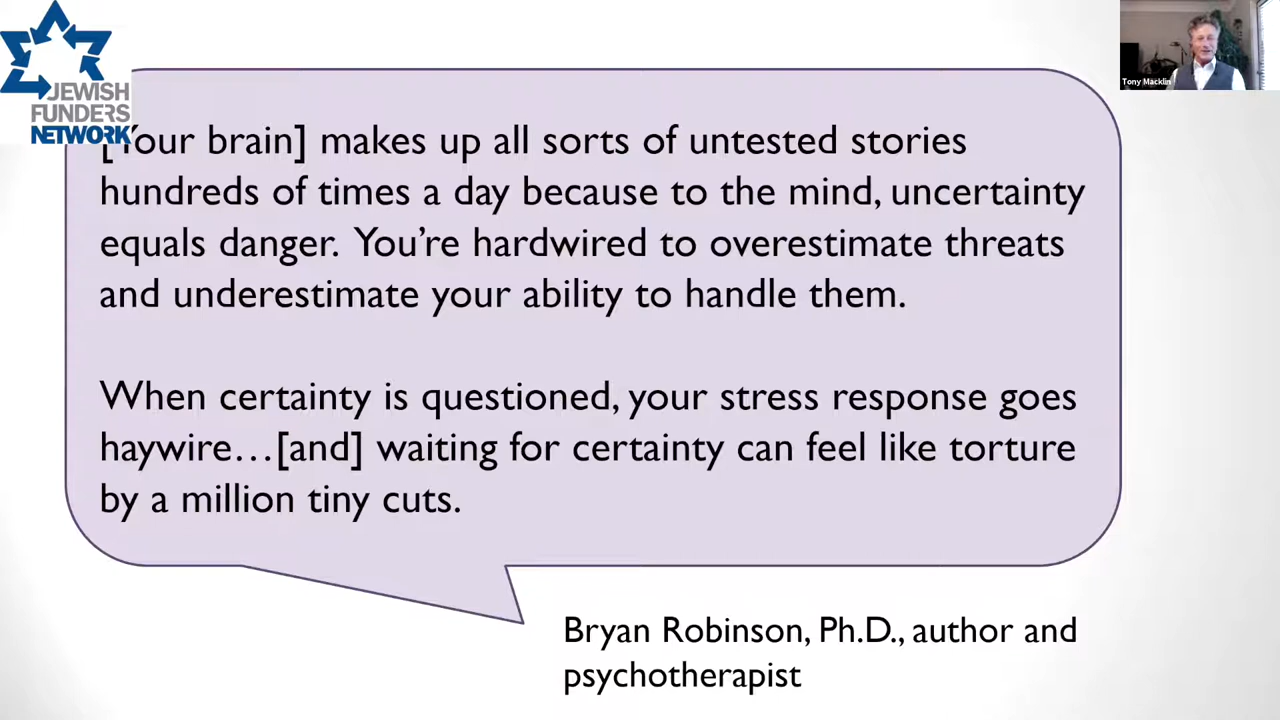 JEWISH
FUNDERS
NETWORK
Tony Macklin
[Your brain] makes up all sorts of untested stories
hundreds of times a day because to the mind, uncertainty
equals danger. You’re hardwired to overestimate threats
and underestimate your ability to handle them.
When certainty is questioned, your stress response goes
haywire…[and] waiting for certainty can feel like torture
by a million tiny cuts.
Bryan Robinson, Ph.D., author and
psychotherapist